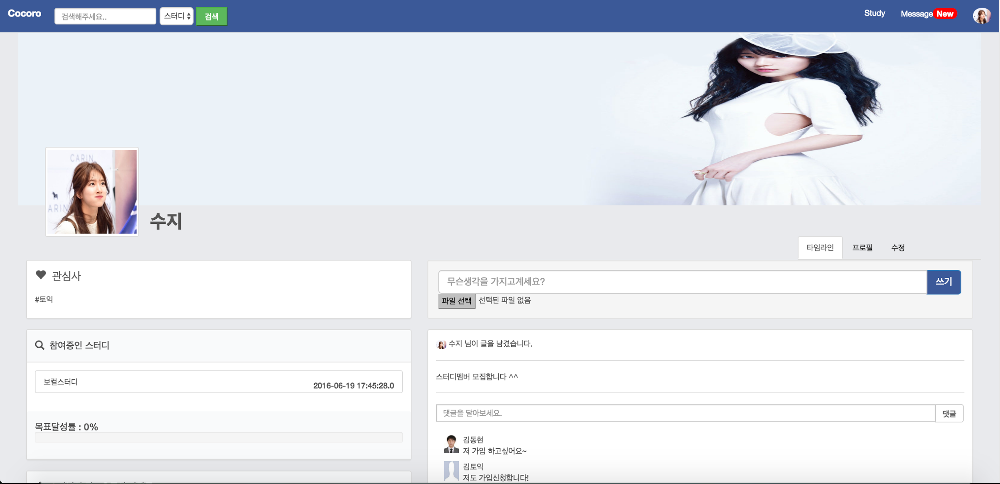 Cocoro
검색해주세요..
스터디
검색
Study
Message New
CARIN
ARIN
수지
타임라인
프로필
수정
관심사
#토익
무슨생각을 가지고계세요?
쓰기
파일 선택 선택된 파일 없음
참여중인 스터디
보컬스터디
2016-06-19 17:45:28.0
목표달성률 : 0%
수지 님이 글을 남겼습니다.
스터디멤버 모집합니다 ^^
댓글을 달아보세요.
댓글
김동현
저 가입 하고싶어요~
김토익
저도 가입신청합니다!